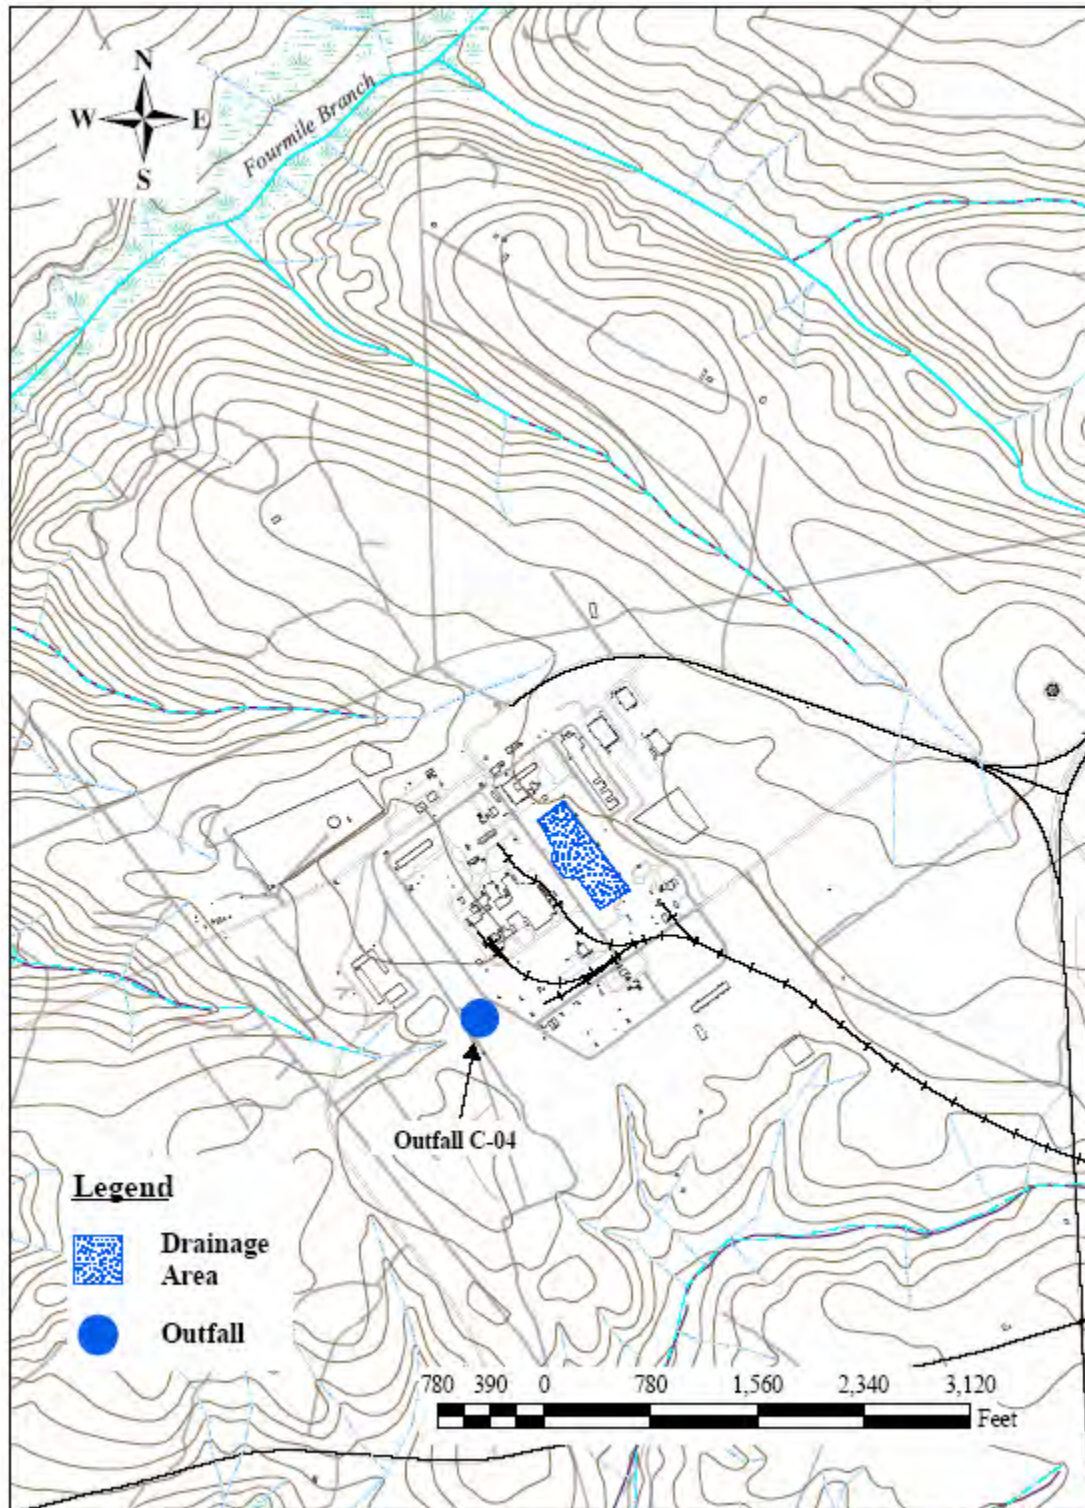 N
W E
S
Fourmile Branch
Outfall C-04
Legend
Drainage
Area
Outfall
780 390 0 780 1,560 2,340 3,120
Feet